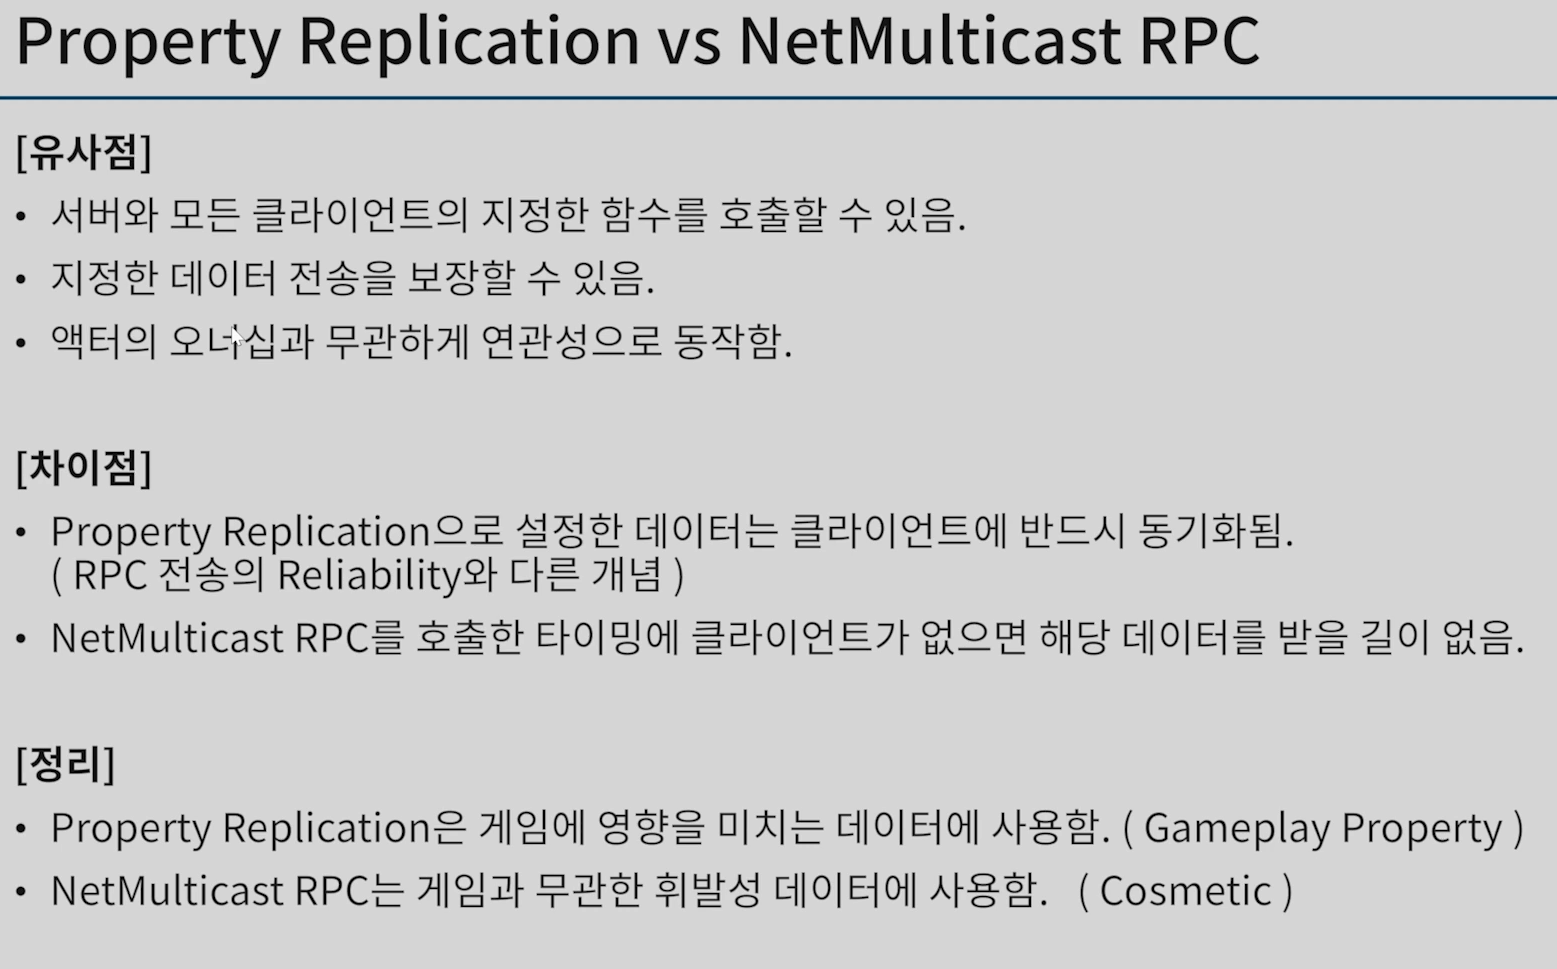 Property Replication vs NetMulticast RPC
[유사점]
• 서버와 모든 클라이언트의 지정한 함수를 호출할 수 있음.
• 지정한 데이터 전송을 보장할 수 있음.
• 액터의 오너십과 무관하게 연관성으로 동작함.
[차이점]
• Property Replication으로 설정한 데이터는 클라이언트에 반드시 동기화됨.
( RPC 전송의 Reliability와 다른 개념 )
• NetMulticast RPC를 호출한 타이밍에 클라이언트가 없으면 해당 데이터를 받을 길이 없음.
[정리]
• Property Replication은 게임에 영향을 미치는 데이터에 사용함. ( Gameplay Property )
• NetMulticast RPC는 게임과 무관한 휘발성 데이터에 사용함. ( Cosmetic )